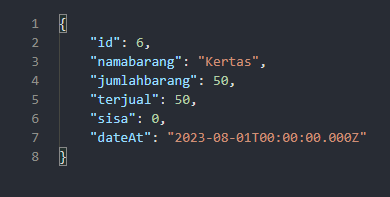 1 {
2     "id": 6,
3     "namabarang": "Kertas",
4     "jumlahbarang": 50,
5     "terjual": 50,
6     "sisa": 0,
7     "dateAt": "2023-08-01T00:00:00.000Z"
8 }